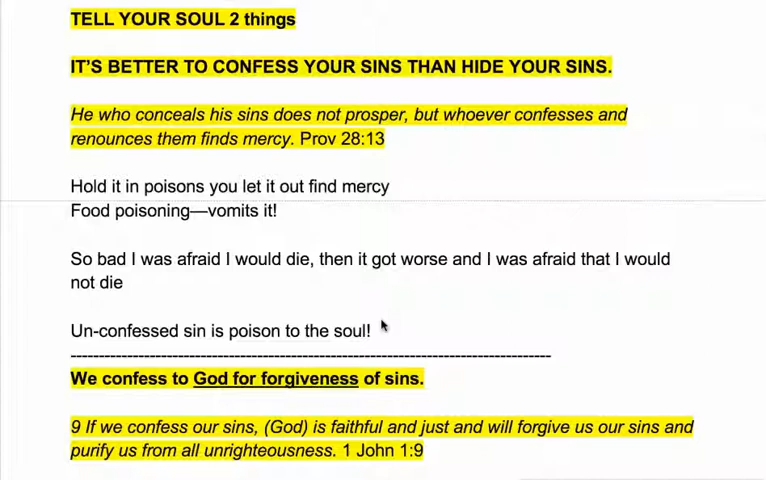 TELL YOUR SOUL 2 things
IT'S BETTER TO CONFESS YOUR SINS THAN HIDE YOUR SINS.
He who conceals his sins does not prosper, but whoever confesses and
renounces them finds mercy. Prov 28:13
Hold it in poisons you let it out find mercy
Food poisoning—vomits it!
So bad I was afraid I would die, then it got worse and I was afraid that I would
not die
Un-confessed sin is poison to the soul!
--------------------------------------------------------------------------------
We confess to God for forgiveness of sins.
9 If we confess our sins, (God) is faithful and just and will forgive us our sins and
purify us from all unrighteousness. 1 John 1:9